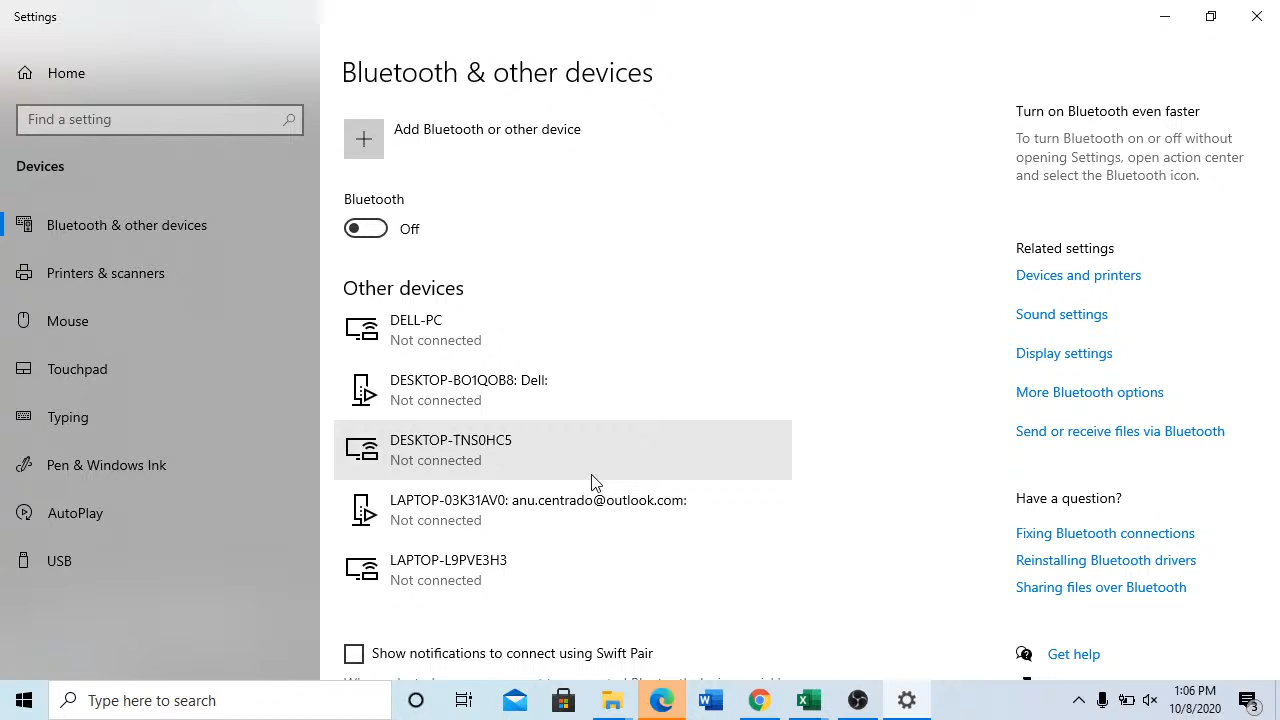 Settings
Home
Find a setting
Devices
Bluetooth & other devices
Printers & scanners
Mouse
Touchpad
Typing
Pen & Windows Ink
AutoPlay
USB
Bluetooth & other devices
Add Bluetooth or other device
Bluetooth
Off
Other devices
DELL-PC
Not connected
DESKTOP-BO1QOB8: Dell:
Not connected
DESKTOP-TNS0HC5
Not connected
LAPTOP-03K31AV0: anu.centrado@outlook.com:
Not connected
LAPTOP-L9PVE3H3
Not connected
Show notifications to connect using Swift Pair
Turn on Bluetooth even faster
To turn Bluetooth on or off without
opening Settings, open action center
and select the Bluetooth icon.
Related settings
Devices and printers
Sound settings
Display settings
More Bluetooth options
Send or receive files via Bluetooth
Have a question?
Fixing Bluetooth connections
Reinstalling Bluetooth drivers
Sharing files over Bluetooth
Get help
Type here to search
1:06 PM
10/8/2020
3